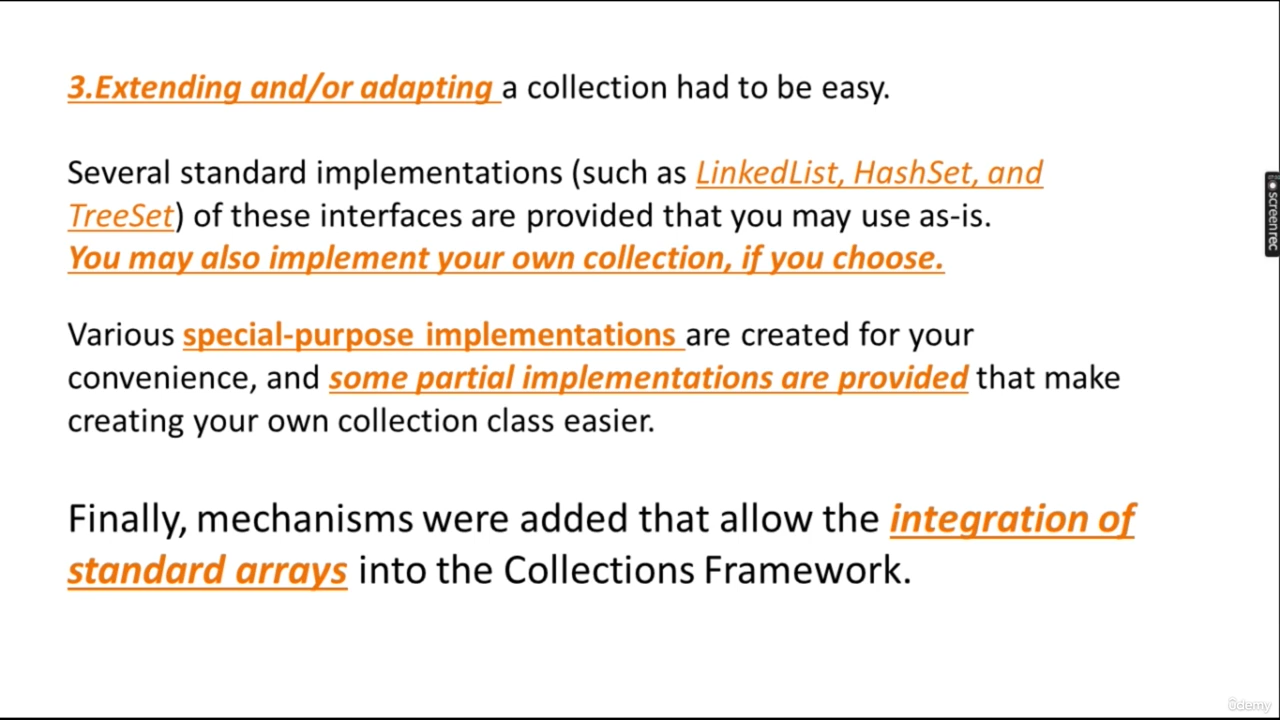 3.Extending and/or adapting a collection had to be easy.
Several standard implementations (such as LinkedList, HashSet, and
TreeSet) of these interfaces are provided that you may use as-is.
You may also implement your own collection, if you choose.
Various special-purpose implementations are created for your
convenience, and some partial implementations are provided that make
creating your own collection class easier.
Finally, mechanisms were added that allow the integration of
standard arrays into the Collections Framework.
screenrec
ûdemy